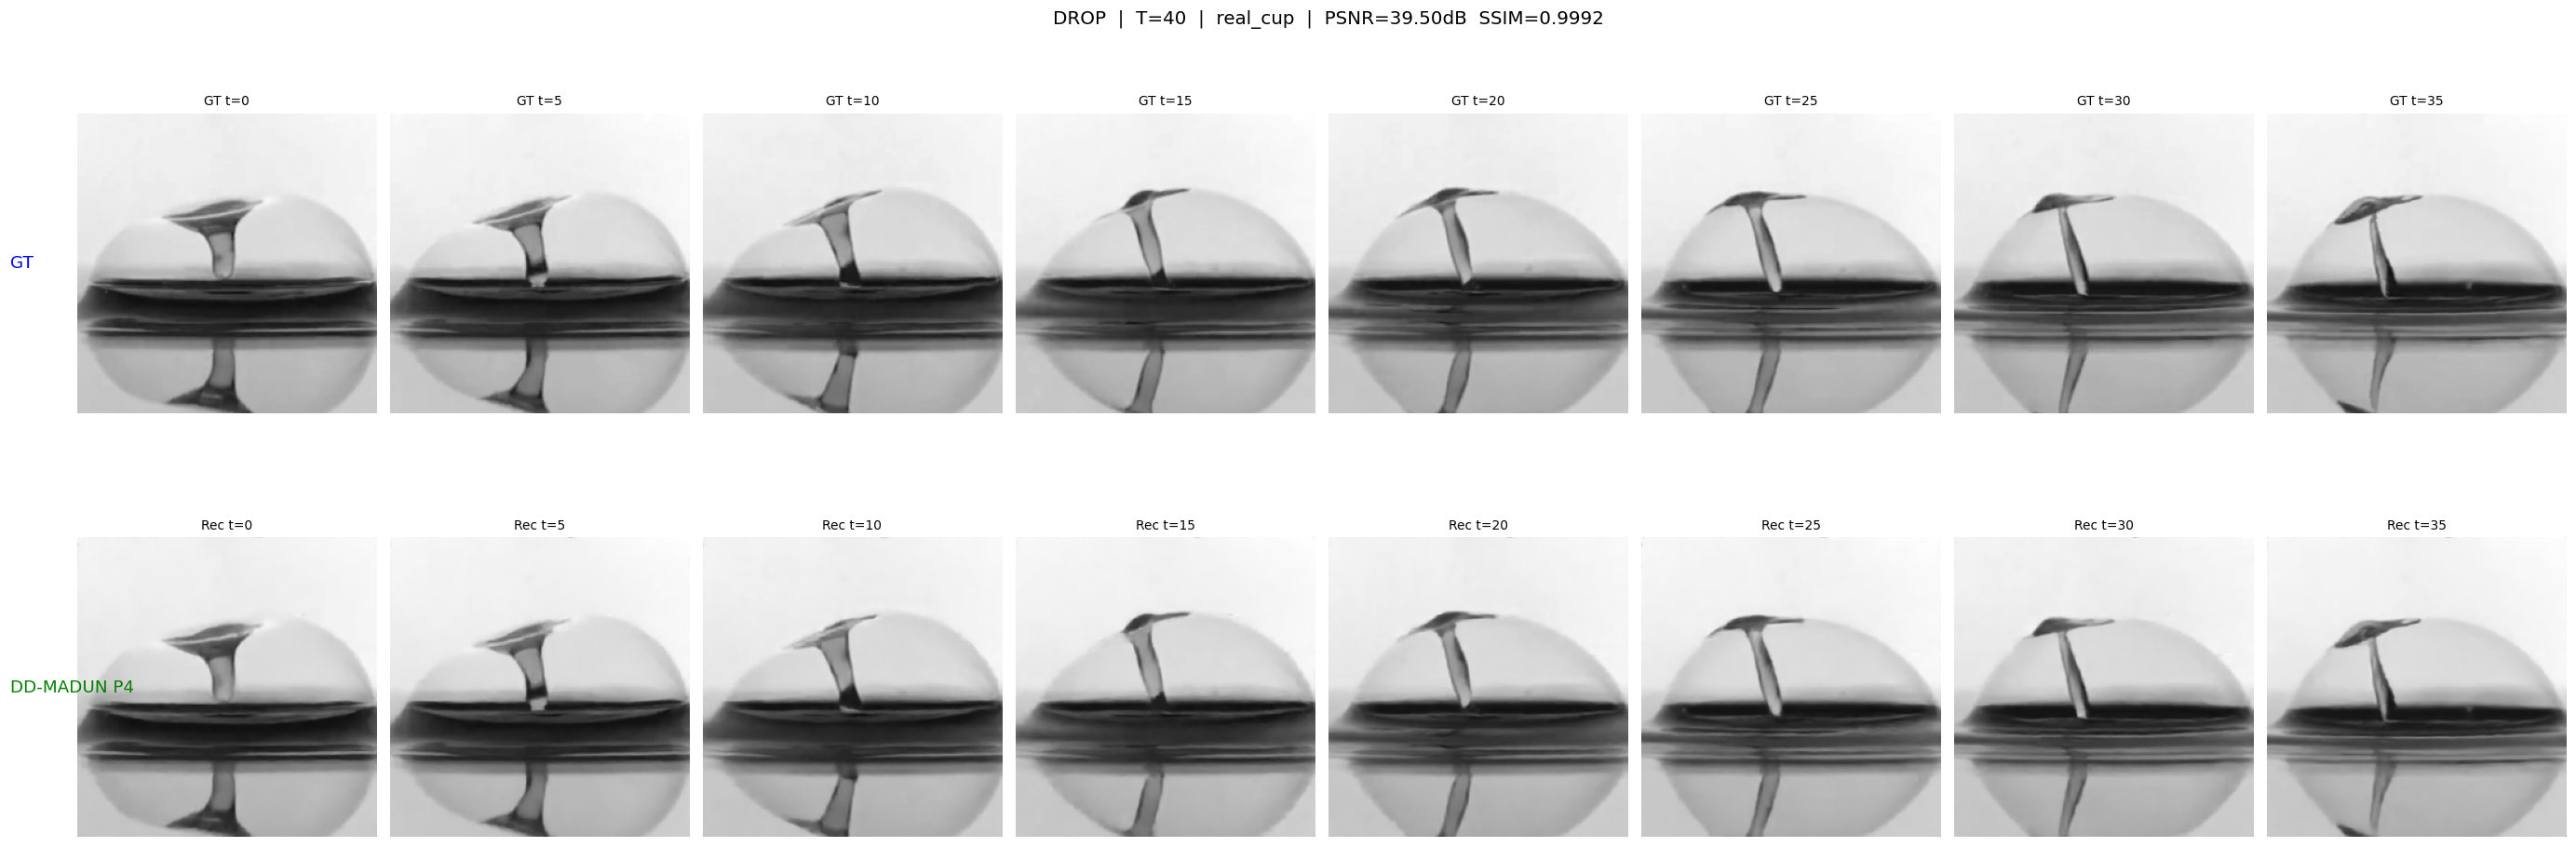 DROP | T=40 | real_cup | PSNR=39.50dB SSIM=0.9992
GT t=0 GT t=5 GT t=10 GT t=15 GT t=20 GT t=25 GT t=30 GT t=35
GT
Rec t=0 Rec t=5 Rec t=10 Rec t=15 Rec t=20 Rec t=25 Rec t=30 Rec t=35
DD-MADUN P4